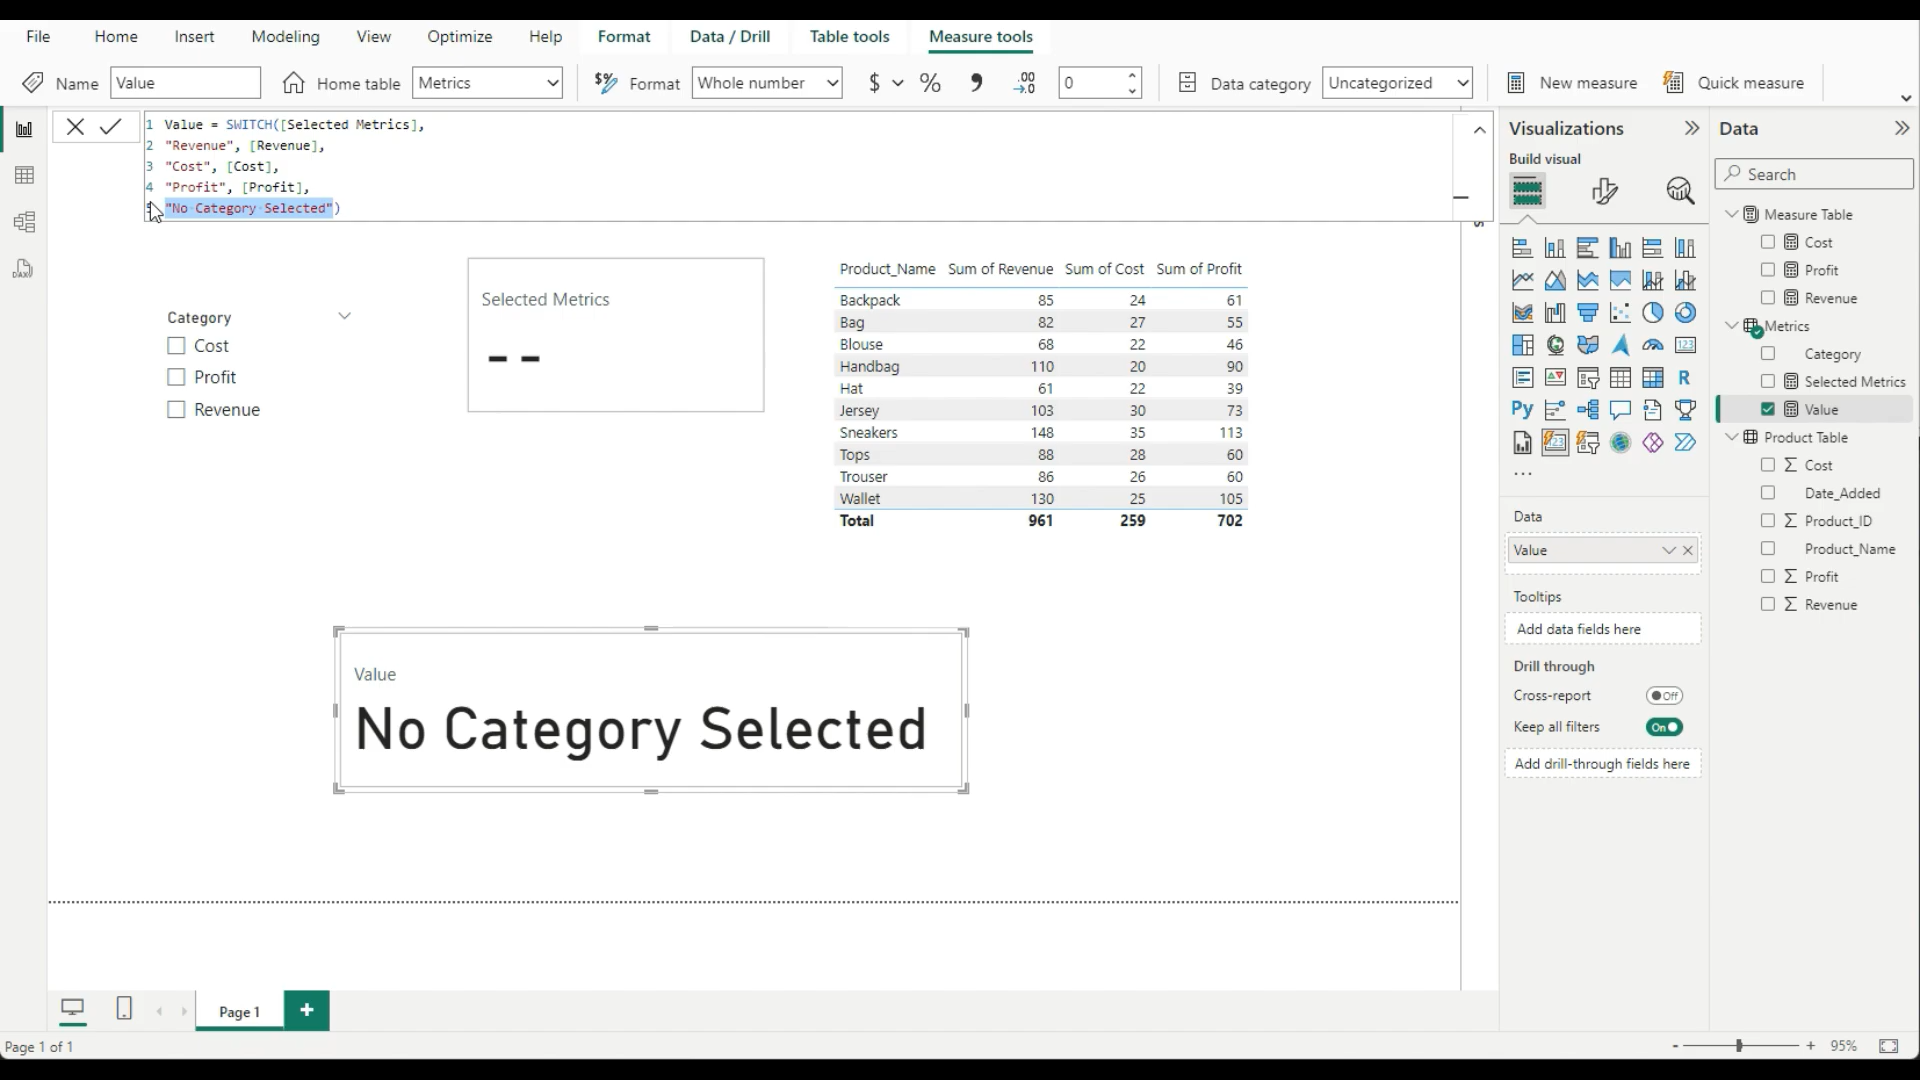 File Home Insert Modeling View Optimize Help Format Data / Drill Table tools Measure tools
Name Value Home table Metrics Format Whole number $ % 0 Data category Uncategorized New measure Quick measure
1 Value = SWITCH([Selected Metrics],
2 "Revenue", [Revenue],
3 "Cost", [Cost],
4 "Profit", [Profit],
"No Category Selected")
Category
Cost
Profit
Revenue
Selected Metrics
--
Product_Name Sum of Revenue Sum of Cost Sum of Profit
Backpack 85 24 61
Bag 82 27 55
Blouse 68 22 46
Handbag 110 20 90
Hat 61 22 39
Jersey 103 30 73
Sneakers 148 35 113
Tops 88 28 60
Trouser 86 26 60
Wallet 130 25 105
Total 961 259 702
Value
No Category Selected
Visualizations
Build visual
123
R
Py
123
...
Data
Value
Tooltips
Add data fields here
Drill through
Cross-report Off
Keep all filters On
Add drill-through fields here
Data
Search
Measure Table
Cost
Profit
Revenue
Metrics
Category
Selected Metrics
Value
Product Table
Σ Cost
Date_Added
Σ Product_ID
Product_Name
Σ Profit
Σ Revenue
Page 1 +
Page 1 of 1
- + 95%